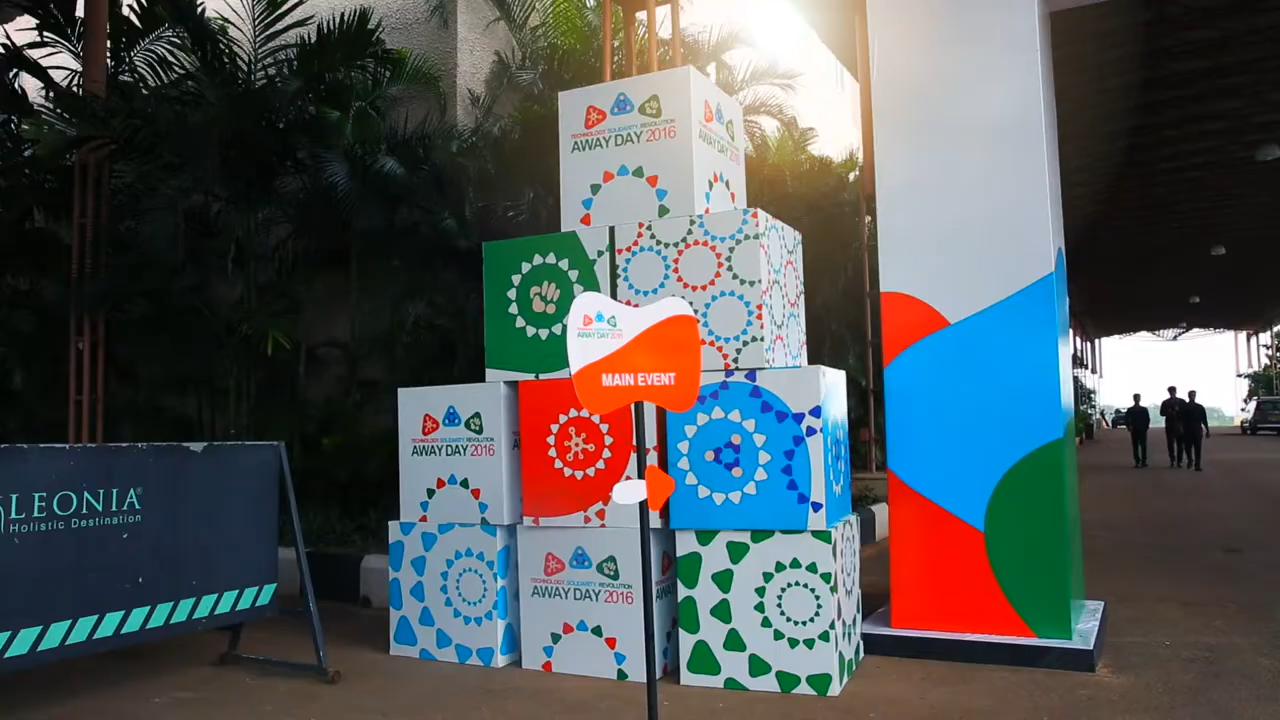 TECHNOLOGY. SOLIDARITY. REVOLUTION
AWAY DAY 2016
AWAY DAY 2016
MAIN EVENT
TECHNOLOGY. SOLIDARITY. REVOLUTION
AWAY DAY 2016
LEONIA®
Holistic Destination
TECHNOLOGY. SOLIDARITY. REVOLUTION
AWAY DAY 2016